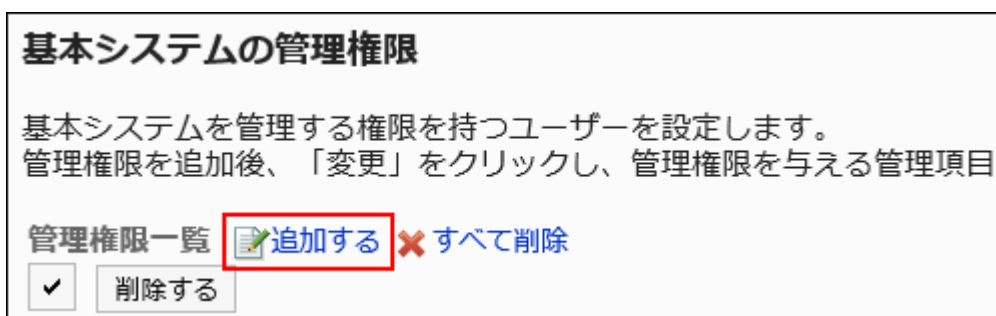 基本システムの管理権限
基本システムを管理する権限を持つユーザーを設定します。
管理権限を追加後、「変更」をクリックし、管理権限を与える管理項目
管理権限一覧 追加する すべて削除
削除する